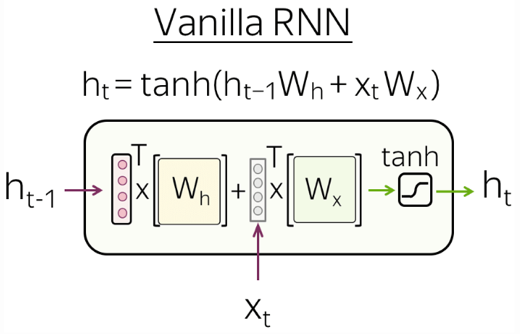 Vanilla RNN
hₜ = tanh(hₜ₋₁Wₕ + xₜWₓ)
hₜ₋₁ T x Wₕ + T x Wₓ tanh hₜ
xₜ